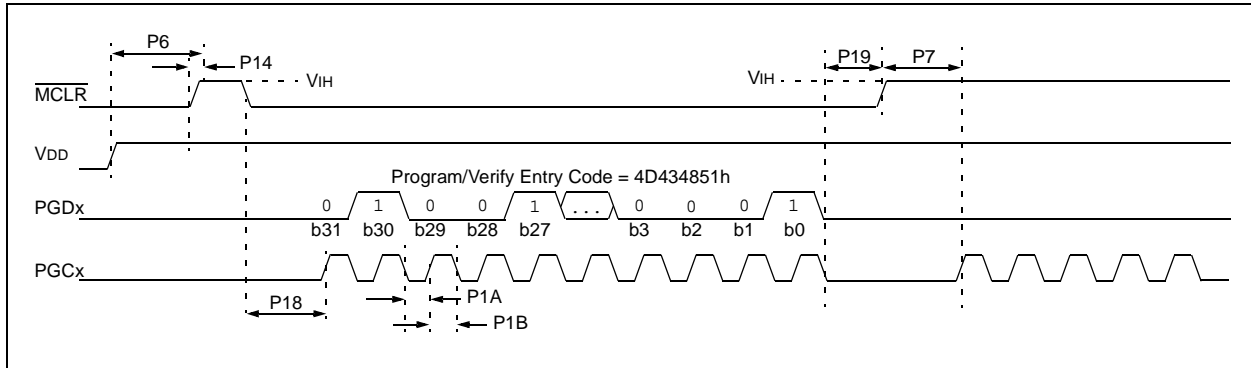 P6
P14
VIH
VIH
P19
P7
MCLR
VDD
Program/Verify Entry Code = 4D434851h
PGDx
0 1 0 0 1 ... 0 0 0 1
b31 b30 b29 b28 b27 b3 b2 b1 b0
PGCx
P18
P1A
P1B